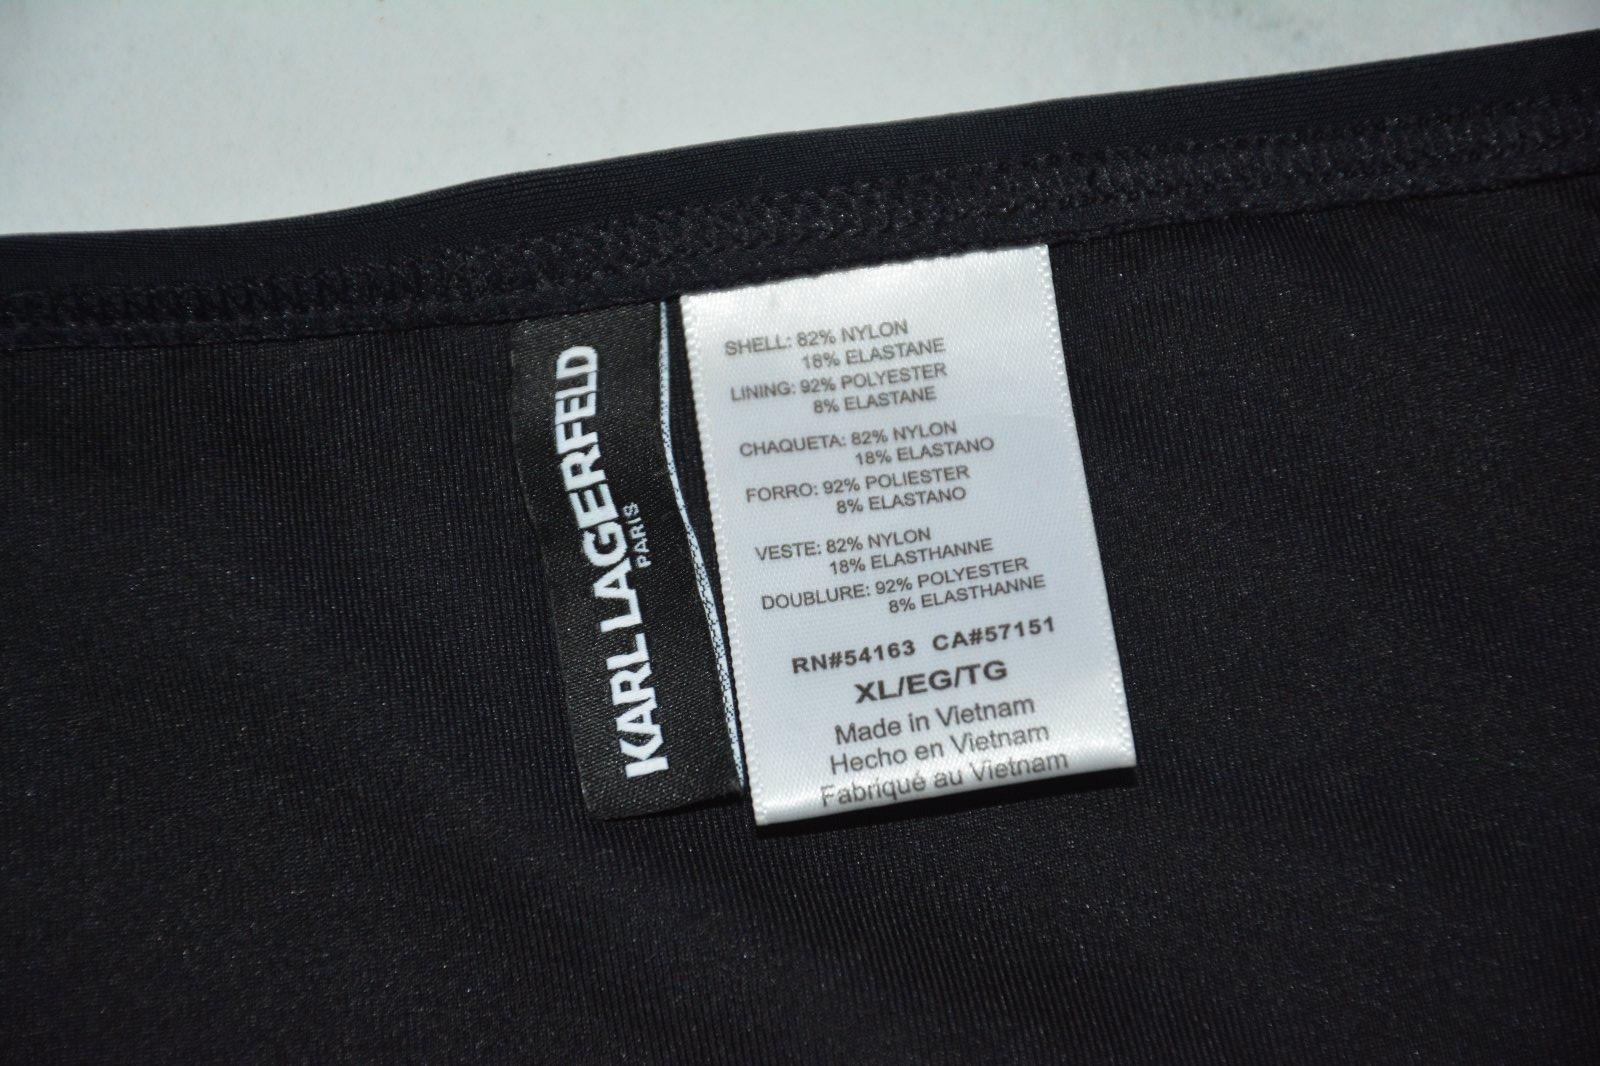 KARL LAGERFELD
PARIS
SHELL: 82% NYLON
18% ELASTANE
LINING: 92% POLYESTER
8% ELASTANE
CHAQUETA: 82% NYLON
18% ELASTANO
FORRO: 92% POLIESTER
8% ELASTANO
VESTE: 82% NYLON
18% ELASTHANNE
DOUBLURE: 92% POLYESTER
8% ELASTHANNE
RN#54163 CA#57151
XL/EG/TG
Made in Vietnam
Hecho en Vietnam
Fabriqué au Vietnam